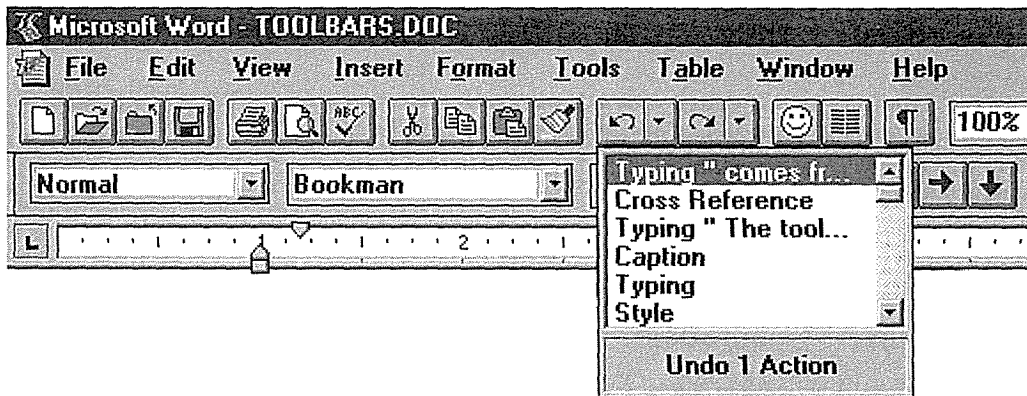 Microsoft Word - TOOLBARS.DOC
File Edit View Insert Format Tools Table Window Help
ABC 100%
Normal Bookman
Typing " comes fr...
Cross Reference
Typing " The tool...
Caption
Typing
Style
L 1 2
Undo 1 Action